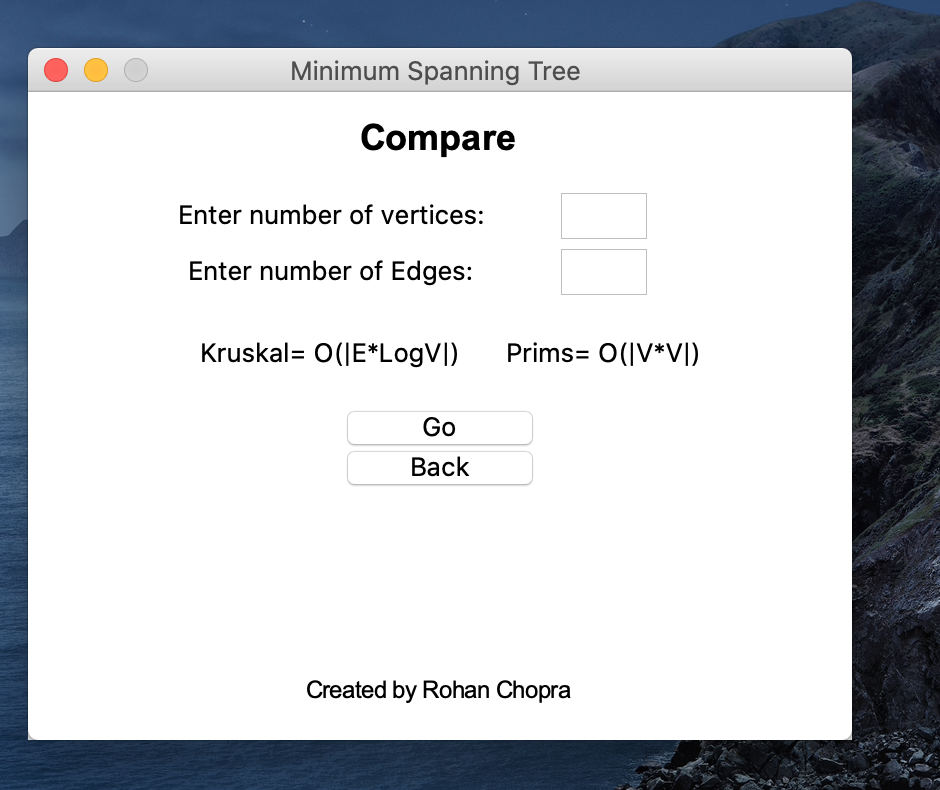 Minimum Spanning Tree
Compare
Enter number of vertices:
Enter number of Edges:
Kruskal= O(|E*LogV|) Prims= O(|V*V|)
Go
Back
Created by Rohan Chopra